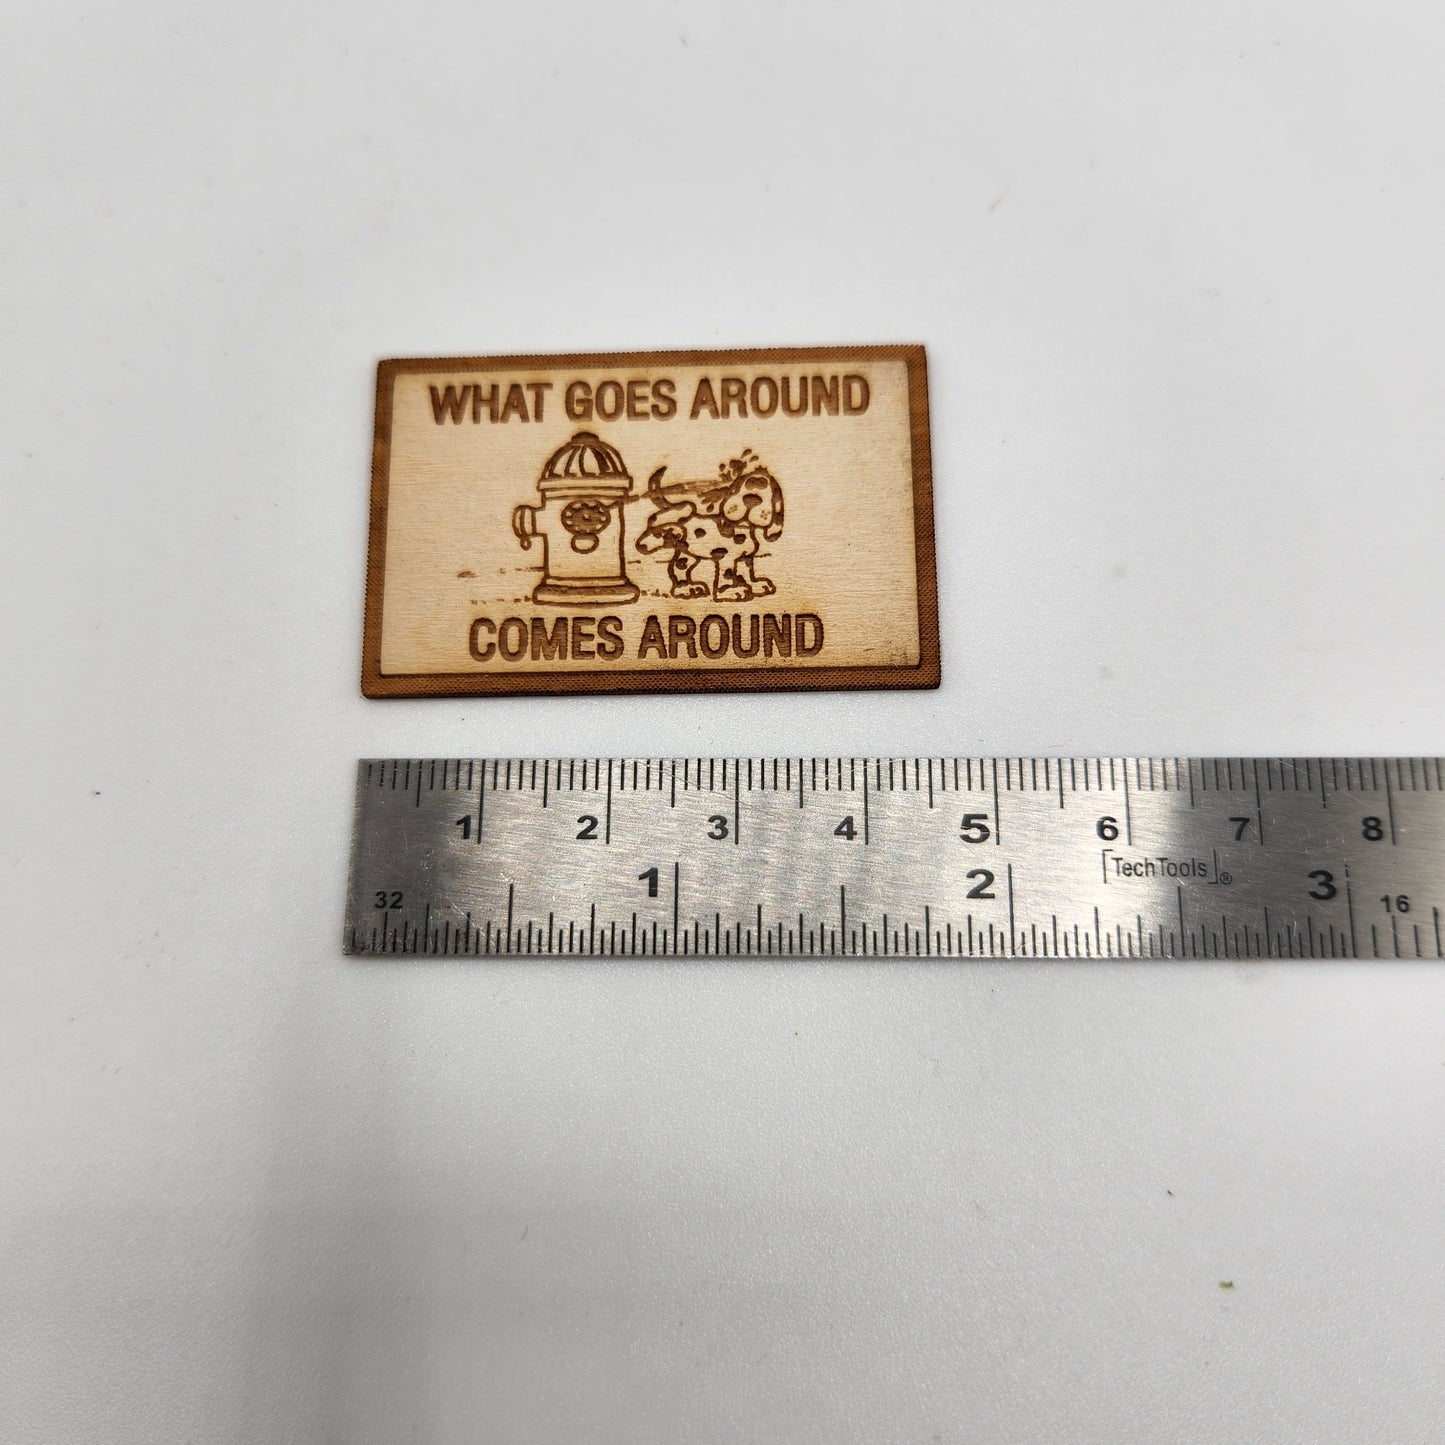 WHAT GOES AROUND
COMES AROUND
1 2 3 4 5 6 7 8
TechTools®
1 2 3
32 16